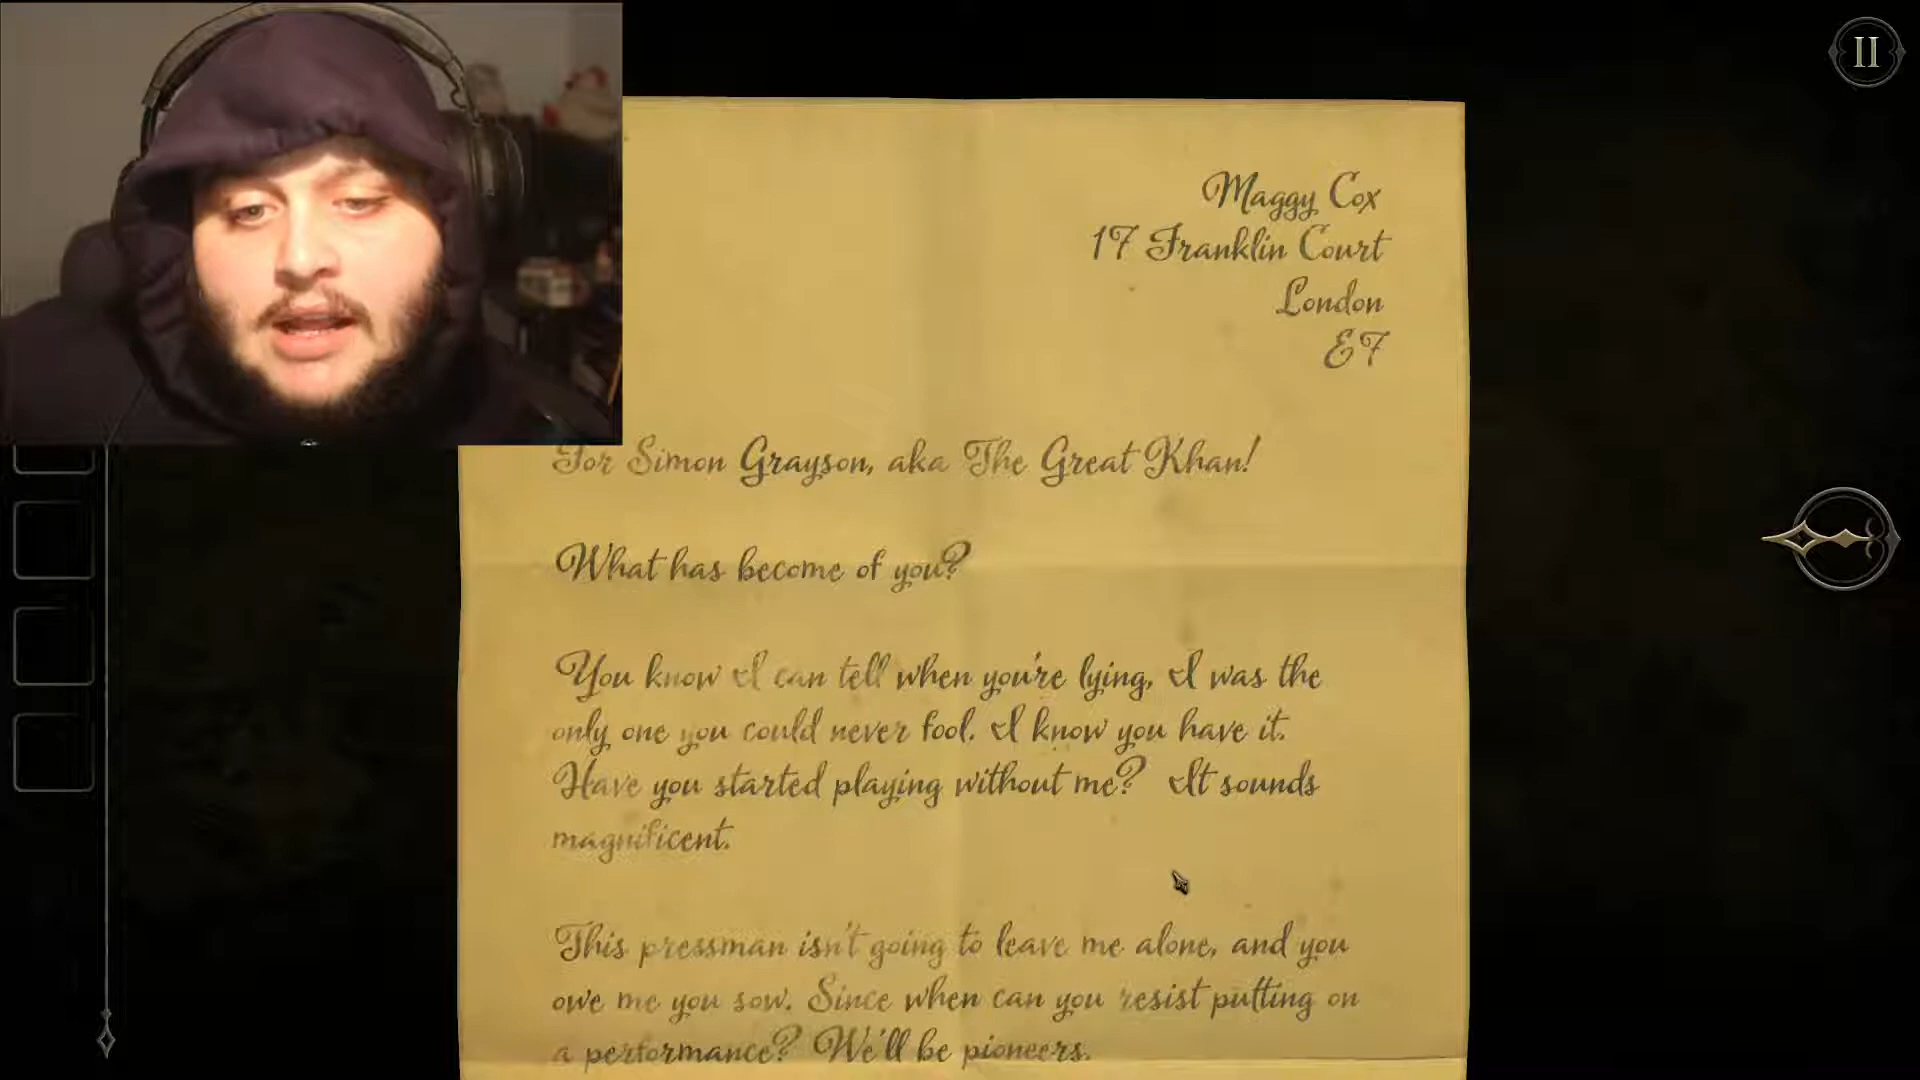 II
Maggy Cox
17 Franklin Court
London
E7
For Simon Grayson, aka The Great Khan!
What has become of you?
You know I can tell when you're lying, I was the
only one you could never fool. I know you have it.
Have you started playing without me? It sounds
magnificent.
This pressman isn't going to leave me alone, and you
owe me you sow. Since when can you resist putting on
a performance? We'll be pioneers.